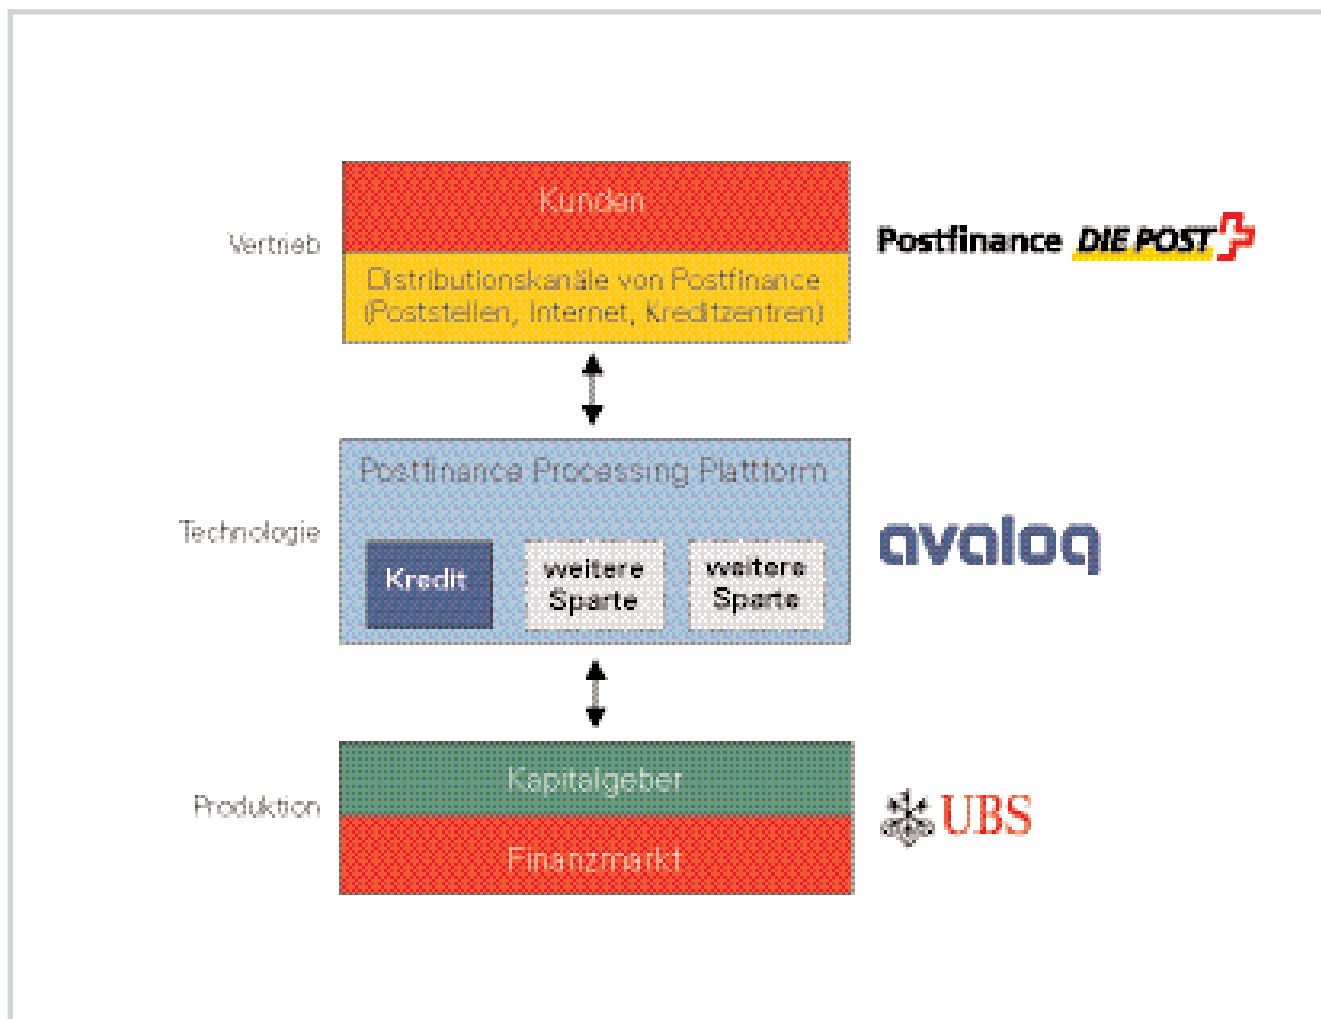 Kunden
Vertrieb
Postfinance DIE POST
Distributionskanäle von Postfinance
(Poststellen, Internet, Kreditzentren)
Postfinance Processing Plattform
Technologie
avaloq
Kredit
weitere
Sparte
weitere
Sparte
Kapitalgeber
Produktion
UBS
Finanzmarkt